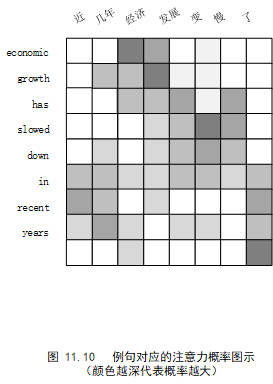 近 几年 经济 发展 变 慢 了
economic
growth
has
slowed
down
in
recent
years
图 11.10 例句对应的注意力概率图示
（颜色越深代表概率越大）